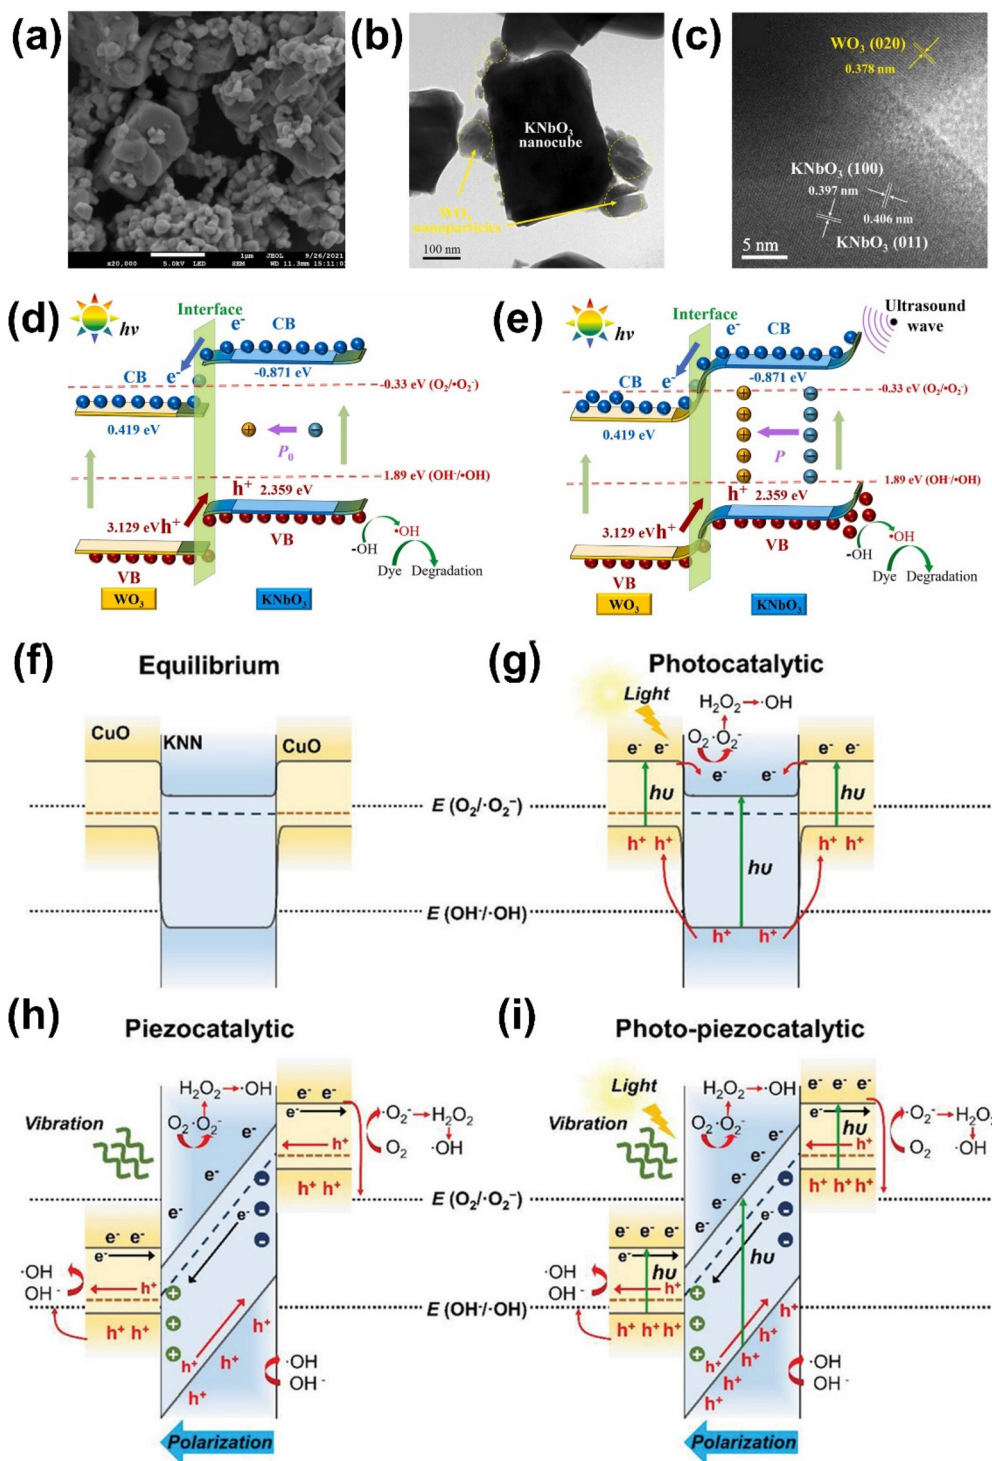 (a)
x20,000 5.0kV LED 1μm JEOL 9/26/2021
SEM WD 11.3mm 15:11:0
(b)
KNbO₃
nanocube
WO₃
nanoparticles
100 nm
(c)
WO₃ (020)
0.378 nm
KNbO₃ (100)
0.397 nm
0.406 nm
KNbO₃ (011)
5 nm
(d)
hν
Interface
e⁻
CB
-0.871 eV
CB
e⁻
-0.33 eV (O₂/•O₂⁻)
0.419 eV
+
−
P₀
1.89 eV (OH⁻/•OH)
h⁺
2.359 eV
3.129 eV
h⁺
VB
VB
-OH
•OH
Dye
Degradation
WO₃
KNbO₃
(e)
hν
Interface
Ultrasound
wave
e⁻
CB
-0.871 eV
CB
e⁻
-0.33 eV (O₂/•O₂⁻)
0.419 eV
P
1.89 eV (OH⁻/•OH)
h⁺
2.359 eV
3.129 eV
h⁺
VB
VB
-OH
•OH
Dye
Degradation
WO₃
KNbO₃
(f)
Equilibrium
CuO
KNN
CuO
E (O₂/·O₂⁻)
E (OH⁻/·OH)
(g)
Photocatalytic
Light
H₂O₂ → ·OH
O₂ ·O₂⁻
e⁻ e⁻
e⁻ e⁻
e⁻ e⁻
hυ
hυ
hυ
h⁺ h⁺
h⁺ h⁺
h⁺ h⁺
(h)
Piezocatalytic
Vibration
H₂O₂ → ·OH
O₂ ·O₂⁻
e⁻ e⁻
e⁻
h⁺
h⁺ h⁺
·O₂⁻ → H₂O₂
O₂ ·OH
e⁻
e⁻
e⁻
e⁻
E (O₂/·O₂⁻)
e⁻ e⁻
e⁻
h⁺
h⁺ h⁺
·OH
OH⁻
E (OH⁻/·OH)
h⁺
h⁺
h⁺
h⁺
·OH
OH⁻
Polarization
(i)
Photo-piezocatalytic
Light
Vibration
H₂O₂ → ·OH
O₂ ·O₂⁻
e⁻ e⁻ e⁻
e⁻
hυ
h⁺
h⁺ h⁺ h⁺
·O₂⁻ → H₂O₂
O₂ ·OH
e⁻
e⁻
e⁻
e⁻
e⁻
e⁻
hυ
e⁻ e⁻ e⁻
e⁻
hυ
h⁺
h⁺ h⁺ h⁺
·OH
OH⁻
h⁺
h⁺
h⁺
h⁺
h⁺
h⁺
h⁺
·OH
OH⁻
Polarization